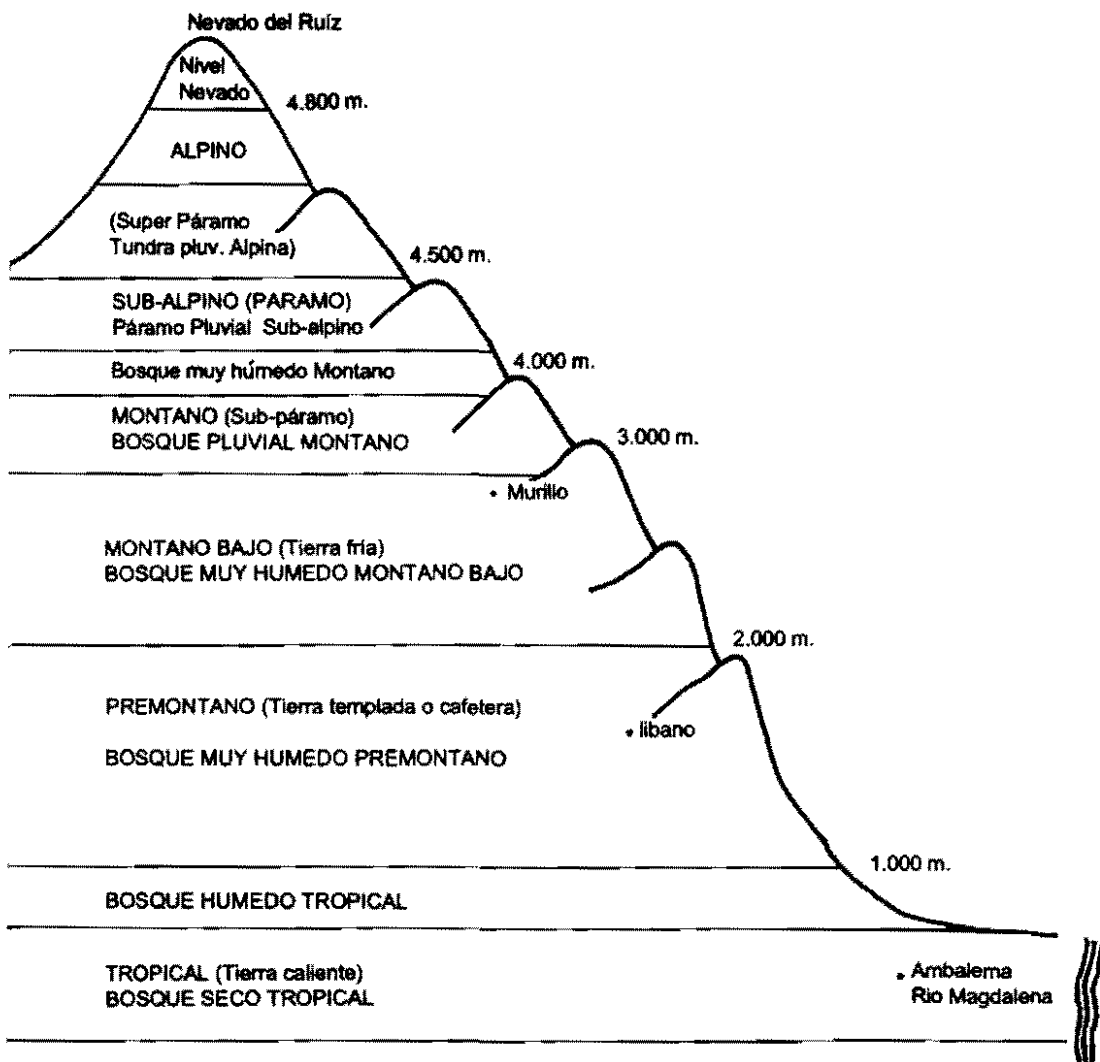 Nevado del Ruíz
Nivel
Nevado
4.800 m.
ALPINO
(Super Páramo
Tundra pluv. Alpina)
4.500 m.
SUB-ALPINO (PARAMO)
Páramo Pluvial Sub-alpino
4.000 m.
Bosque muy húmedo Montano
MONTANO (Sub-páramo)
BOSQUE PLUVIAL MONTANO
3.000 m.
Murillo
MONTANO BAJO (Tierra fría)
BOSQUE MUY HUMEDO MONTANO BAJO
2.000 m.
PREMONTANO (Tierra templada o cafetera)
libano
BOSQUE MUY HUMEDO PREMONTANO
1.000 m.
BOSQUE HUMEDO TROPICAL
TROPICAL (Tierra caliente)
BOSQUE SECO TROPICAL
Ambalema
Rio Magdalena